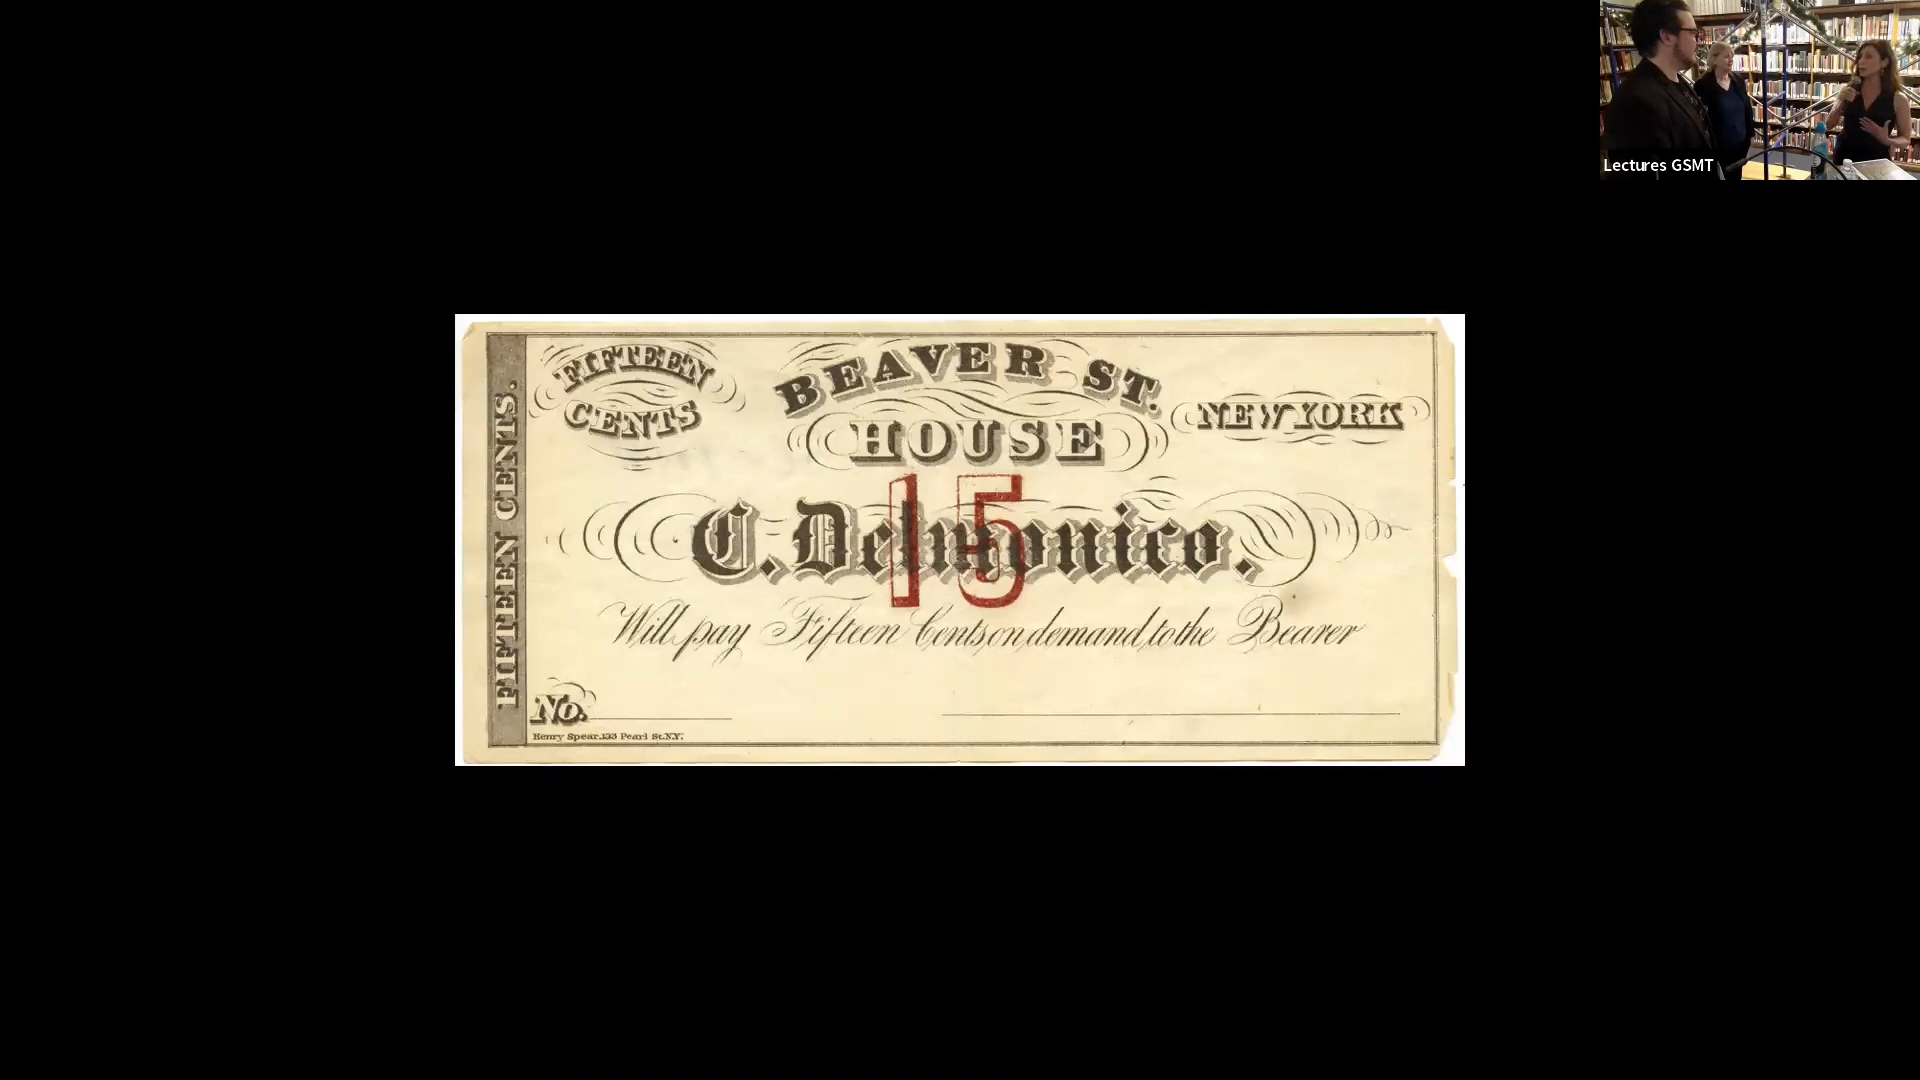 Lectures GSMT
FIFTEEN CENTS.
FIFTEEN
CENTS
BEAVER ST.
HOUSE
NEW YORK
15
C. Delmonico.
Will pay Fifteen Cents, on demand, to the Bearer
No.
Henry Spear, 133 Pearl St. N.Y.